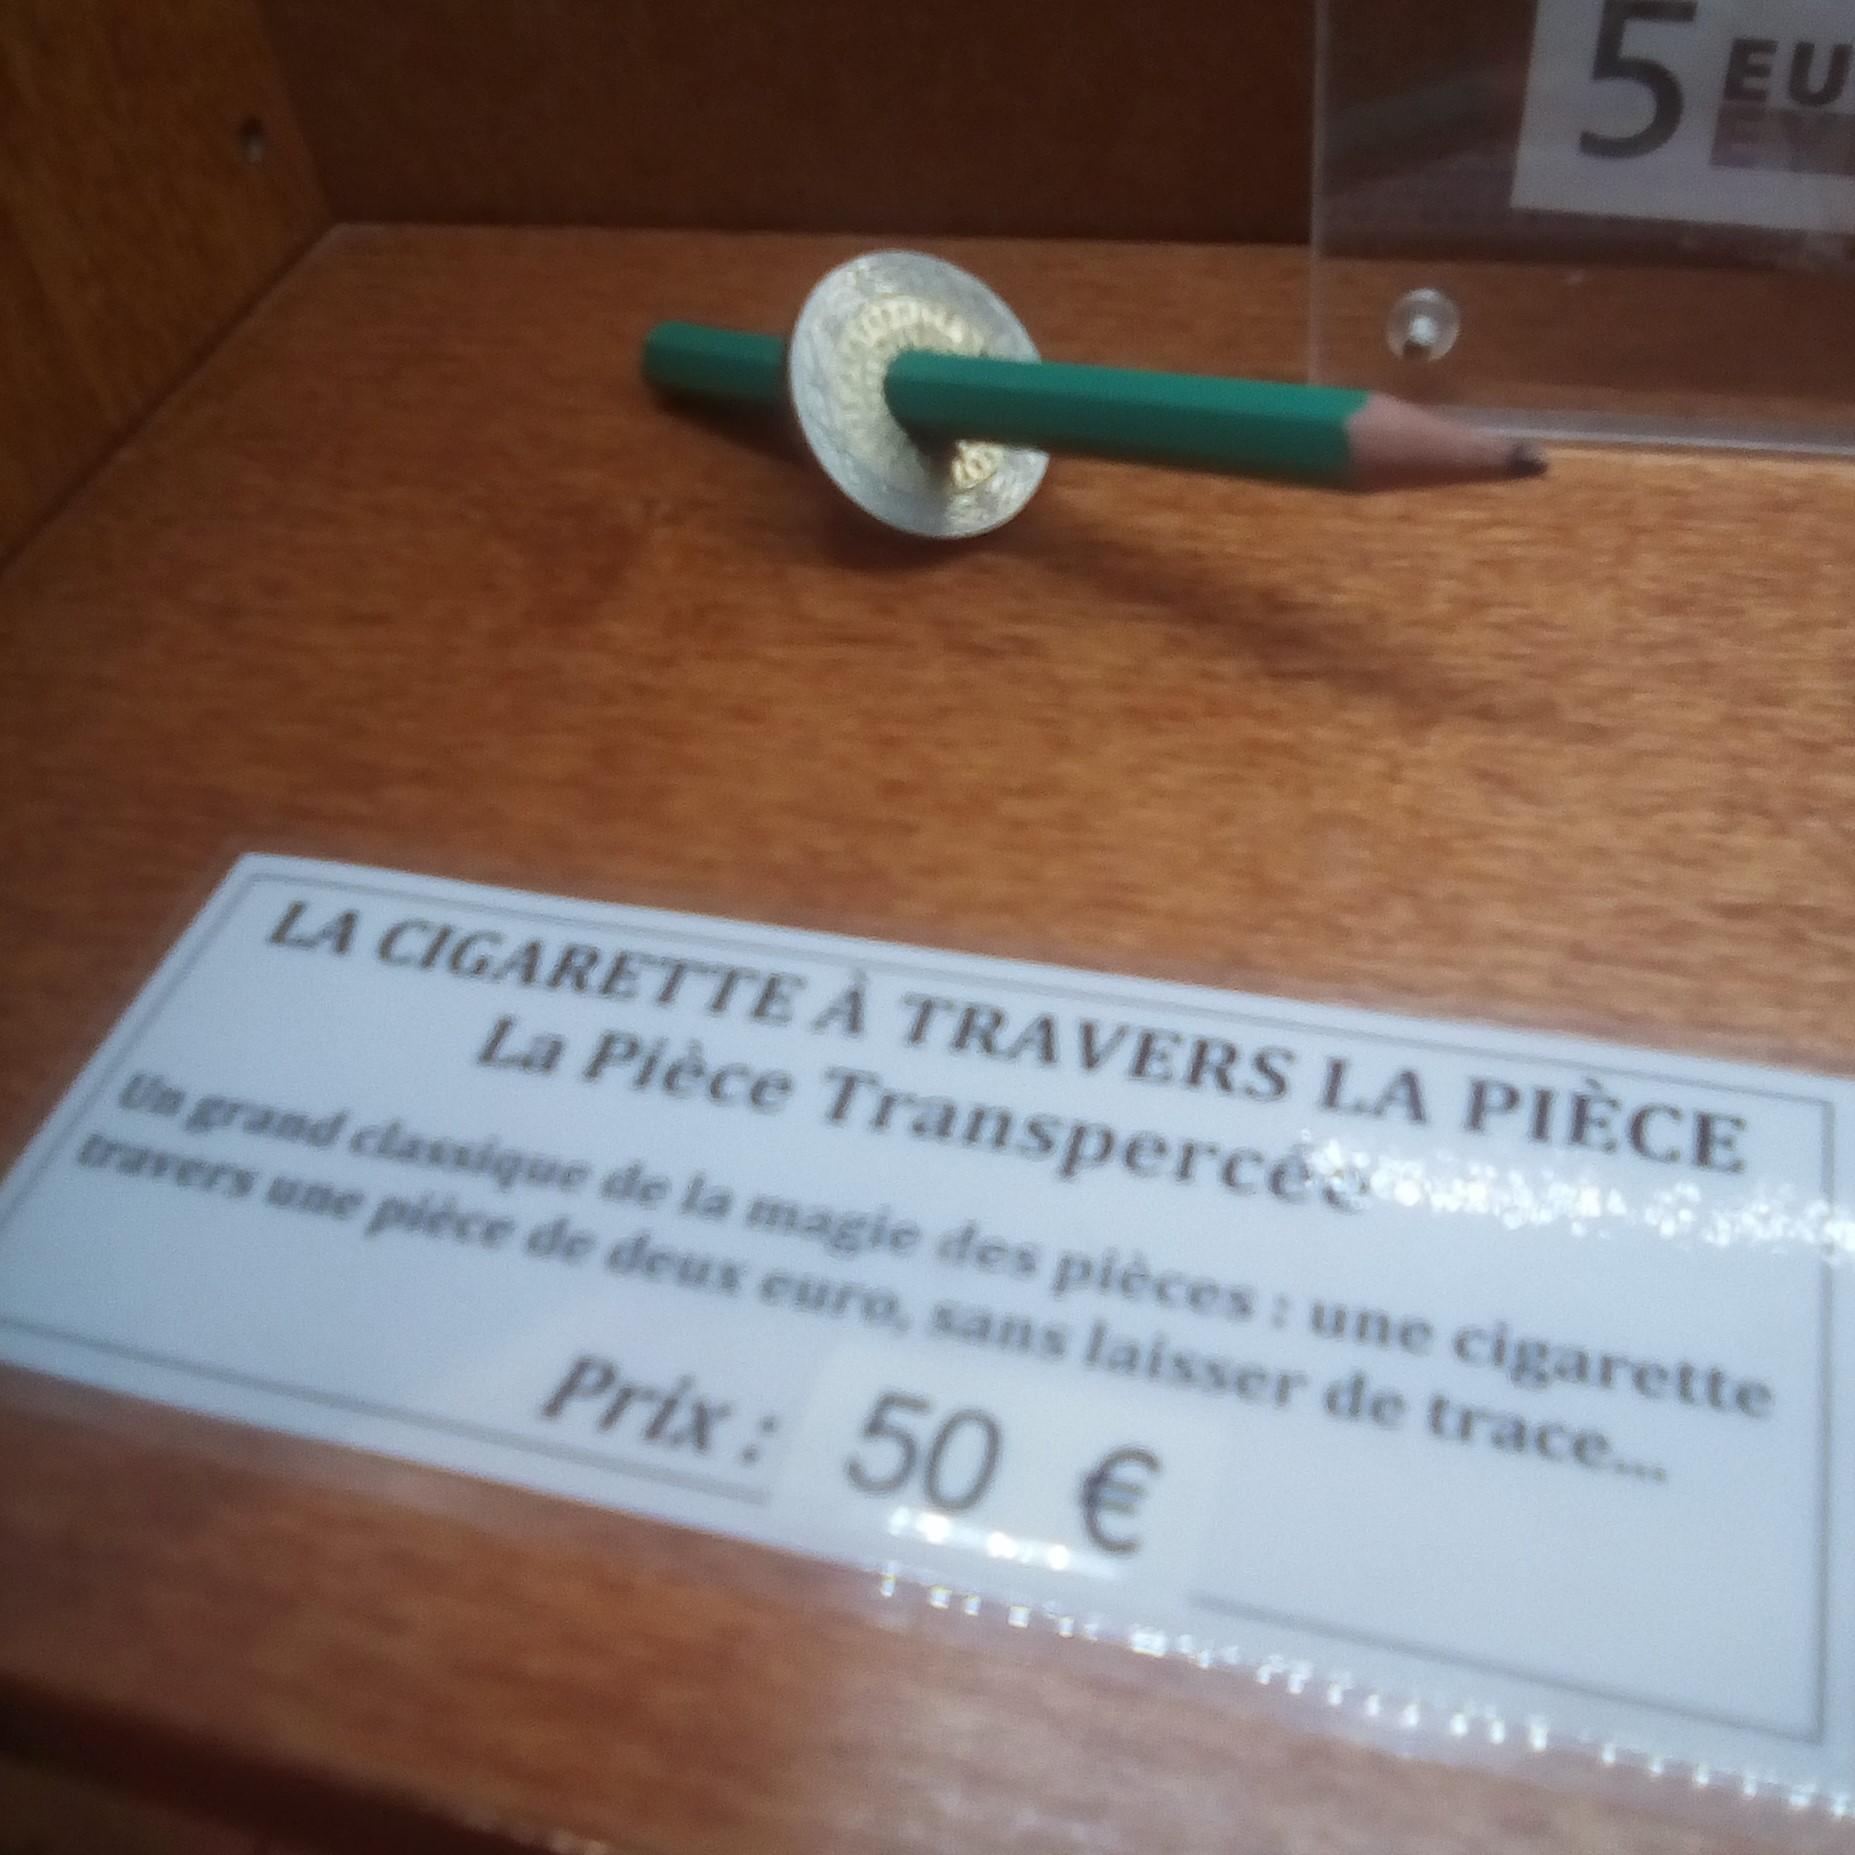 5 EU
LA CIGARETTE À TRAVERS LA PIÈCE
La Pièce Transpercée
Un grand classique de la magie des pièces : une cigarette
travers une pièce de deux euro, sans laisser de trace...
Prix : 50 €